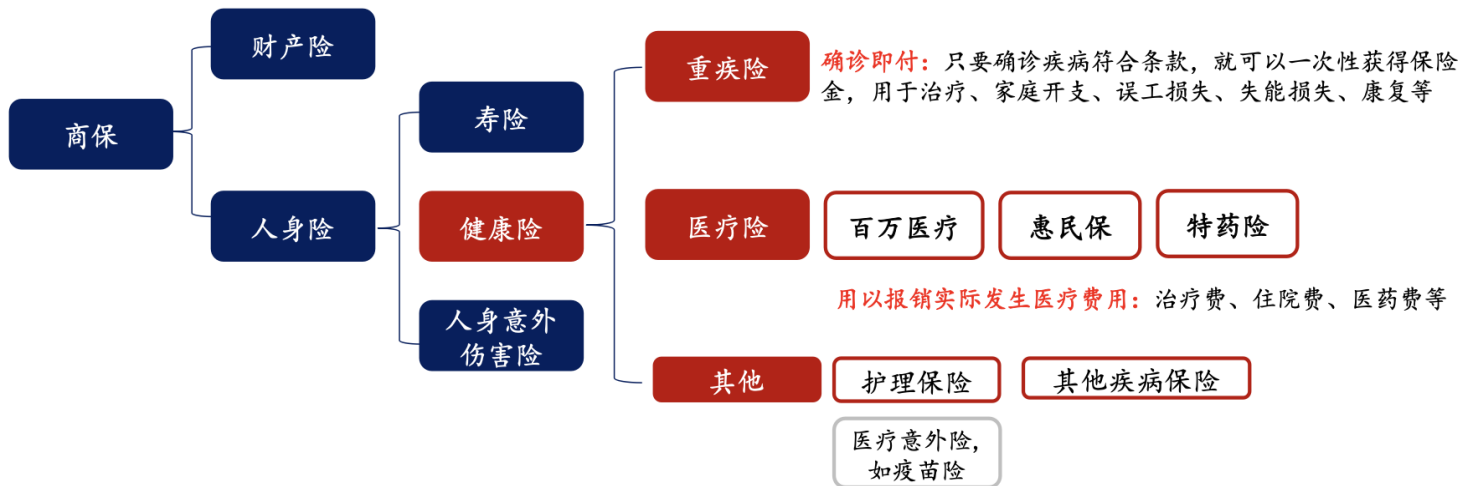 商保
财产险
人身险
寿险
健康险
人身意外
伤害险
重疾险
确诊即付：只要确诊疾病符合条款，就可以一次性获得保险
金，用于治疗、家庭开支、误工损失、失能损失、康复等
医疗险
百万医疗
惠民保
特药险
用以报销实际发生医疗费用：治疗费、住院费、医药费等
其他
护理保险
其他疾病保险
医疗意外险，
如疫苗险